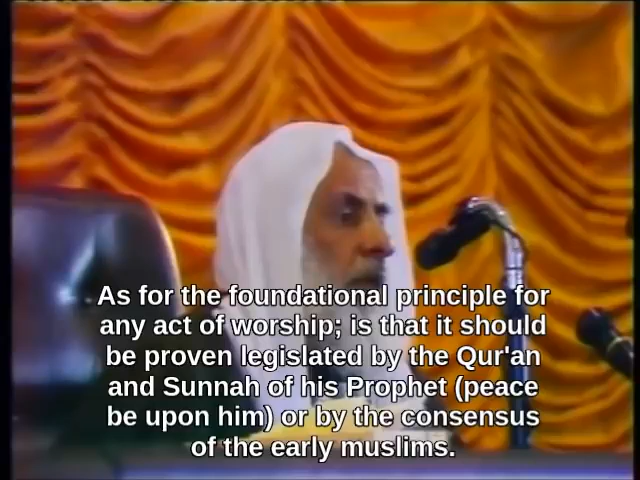 As for the foundational principle for
any act of worship; is that it should
be proven legislated by the Qur'an
and Sunnah of his Prophet (peace
be upon him) or by the consensus
of the early muslims.